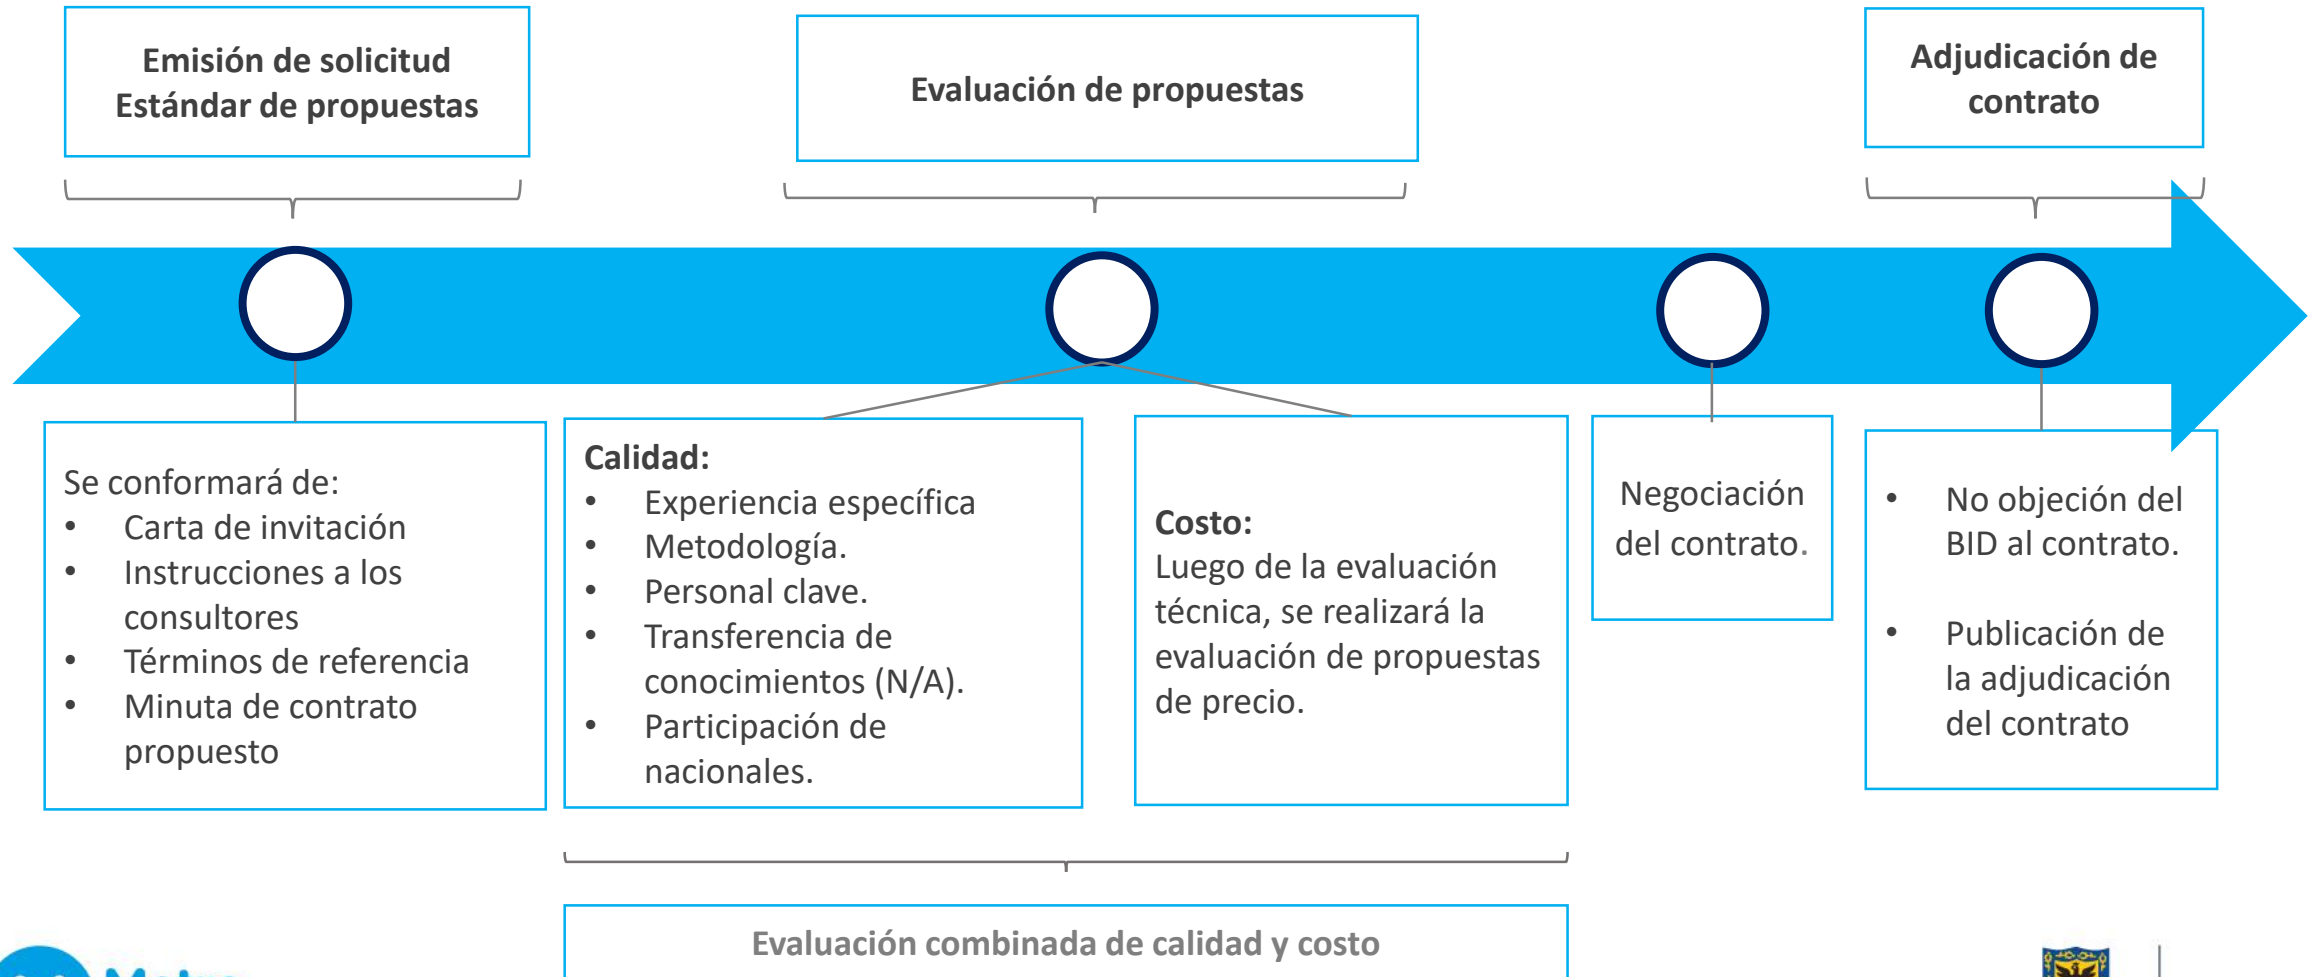 Emisión de solicitud
Estándar de propuestas
Evaluación de propuestas
Adjudicación de
contrato
Se conformará de:
• Carta de invitación
• Instrucciones a los
consultores
• Términos de referencia
• Minuta de contrato
propuesto
Calidad:
• Experiencia específica
• Metodología.
• Personal clave.
• Transferencia de
conocimientos (N/A).
• Participación de
nacionales.
Costo:
Luego de la evaluación
técnica, se realizará la
evaluación de propuestas
de precio.
Negociación
del contrato.
• No objeción del
BID al contrato.
• Publicación de
la adjudicación
del contrato
Evaluación combinada de calidad y costo